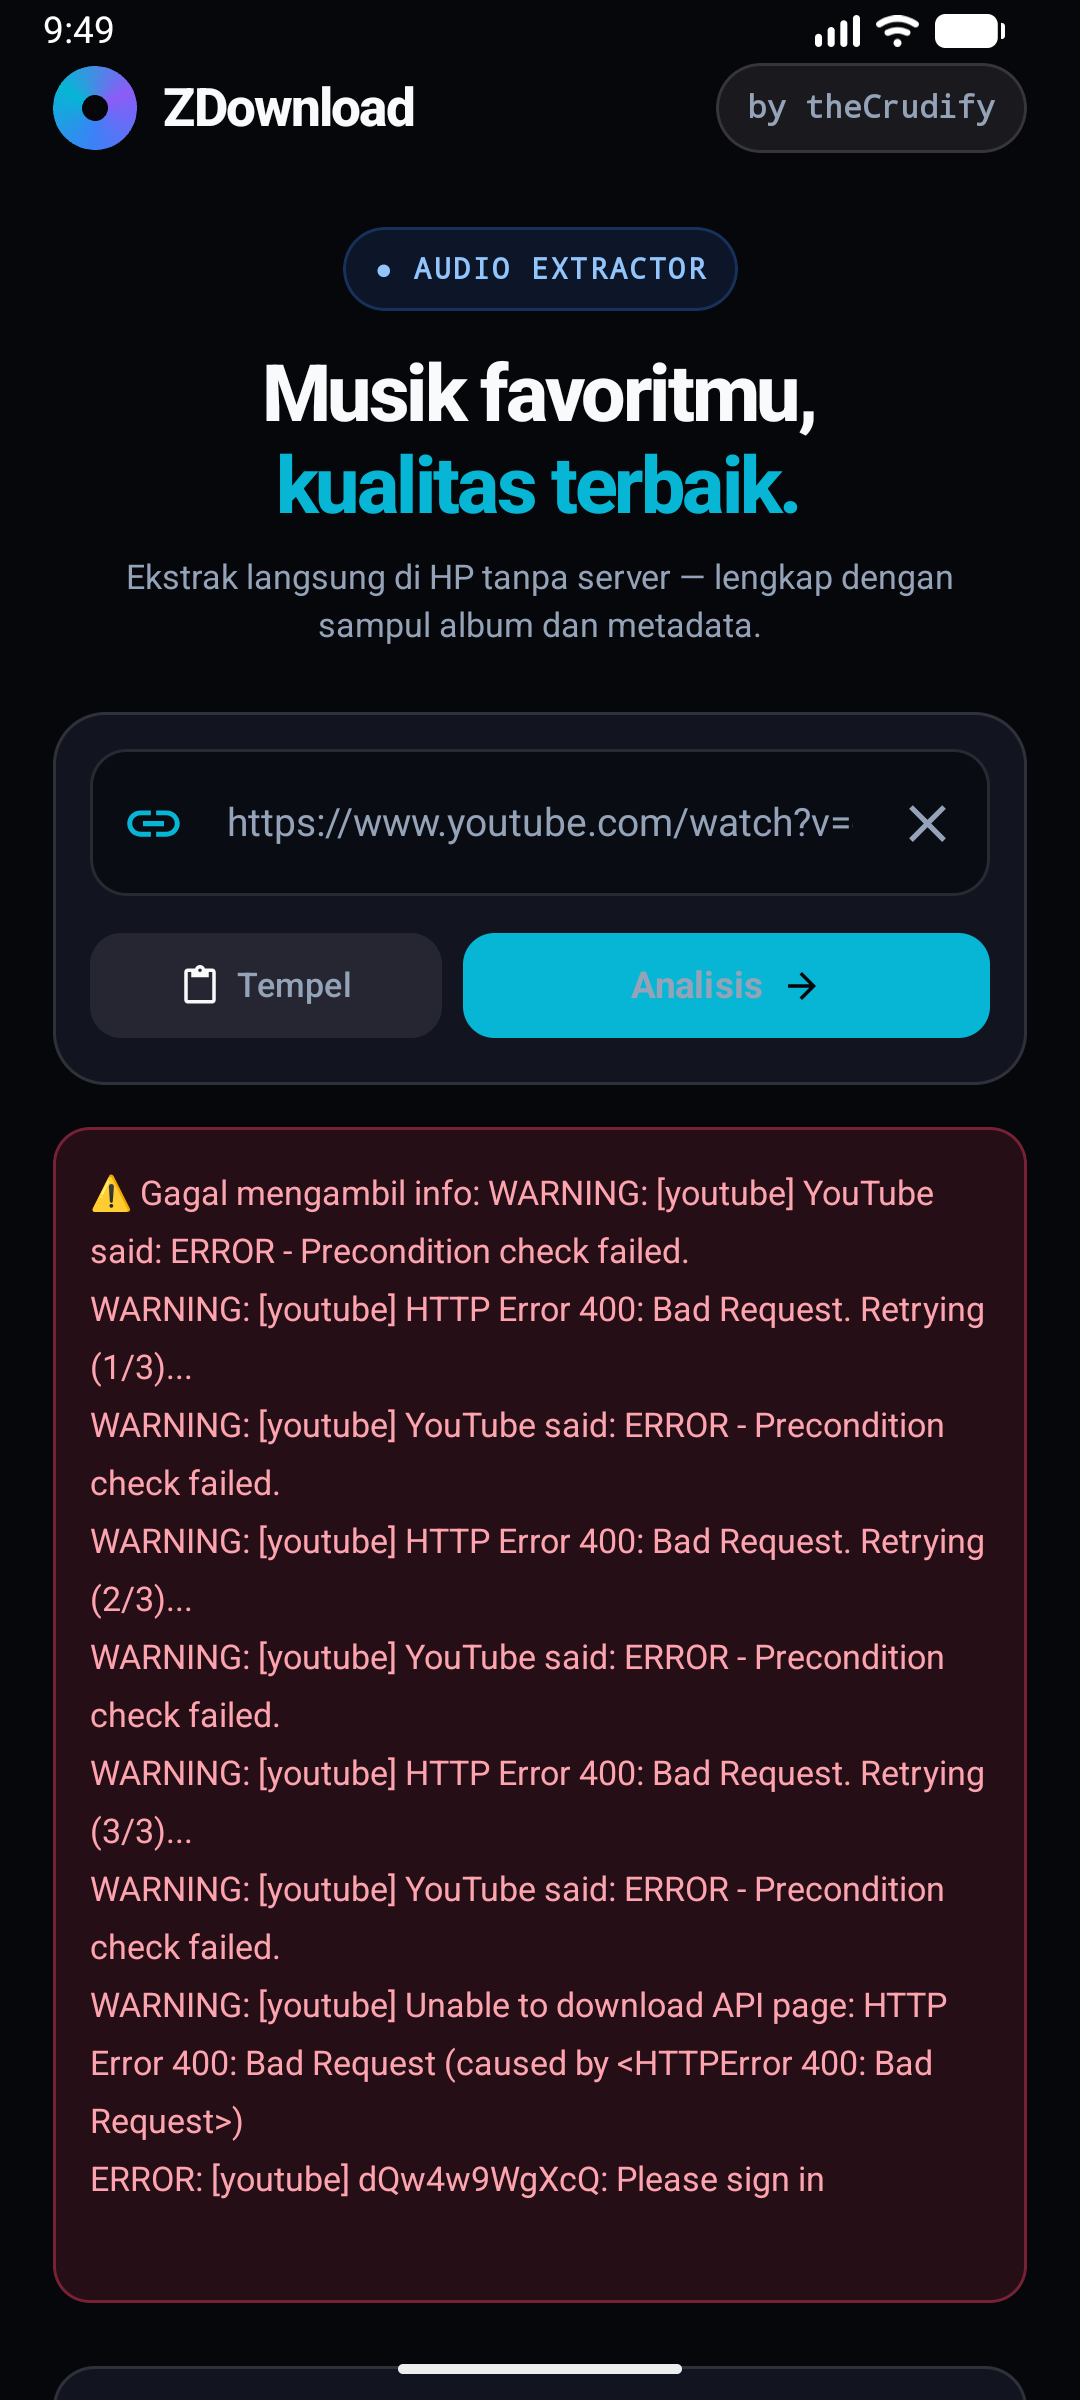 9:49
ZDownload
by theCrudify
• AUDIO EXTRACTOR
Musik favoritmu,
kualitas terbaik.
Ekstrak langsung di HP tanpa server — lengkap dengan
sampul album dan metadata.
https://www.youtube.com/watch?v=
Tempel
Analisis →
⚠️ Gagal mengambil info: WARNING: [youtube] YouTube
said: ERROR - Precondition check failed.
WARNING: [youtube] HTTP Error 400: Bad Request. Retrying
(1/3)...
WARNING: [youtube] YouTube said: ERROR - Precondition
check failed.
WARNING: [youtube] HTTP Error 400: Bad Request. Retrying
(2/3)...
WARNING: [youtube] YouTube said: ERROR - Precondition
check failed.
WARNING: [youtube] HTTP Error 400: Bad Request. Retrying
(3/3)...
WARNING: [youtube] YouTube said: ERROR - Precondition
check failed.
WARNING: [youtube] Unable to download API page: HTTP
Error 400: Bad Request (caused by <HTTPError 400: Bad
Request>)
ERROR: [youtube] dQw4w9WgXcQ: Please sign in